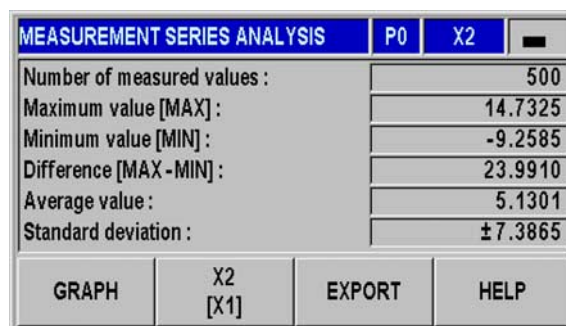 MEASUREMENT SERIES ANALYSIS P0 X2
Number of measured values : 500
Maximum value [MAX] : 14.7325
Minimum value [MIN] : -9.2585
Difference [MAX-MIN] : 23.9910
Average value : 5.1301
Standard deviation : ±7.3865
GRAPH X2 [X1] EXPORT HELP